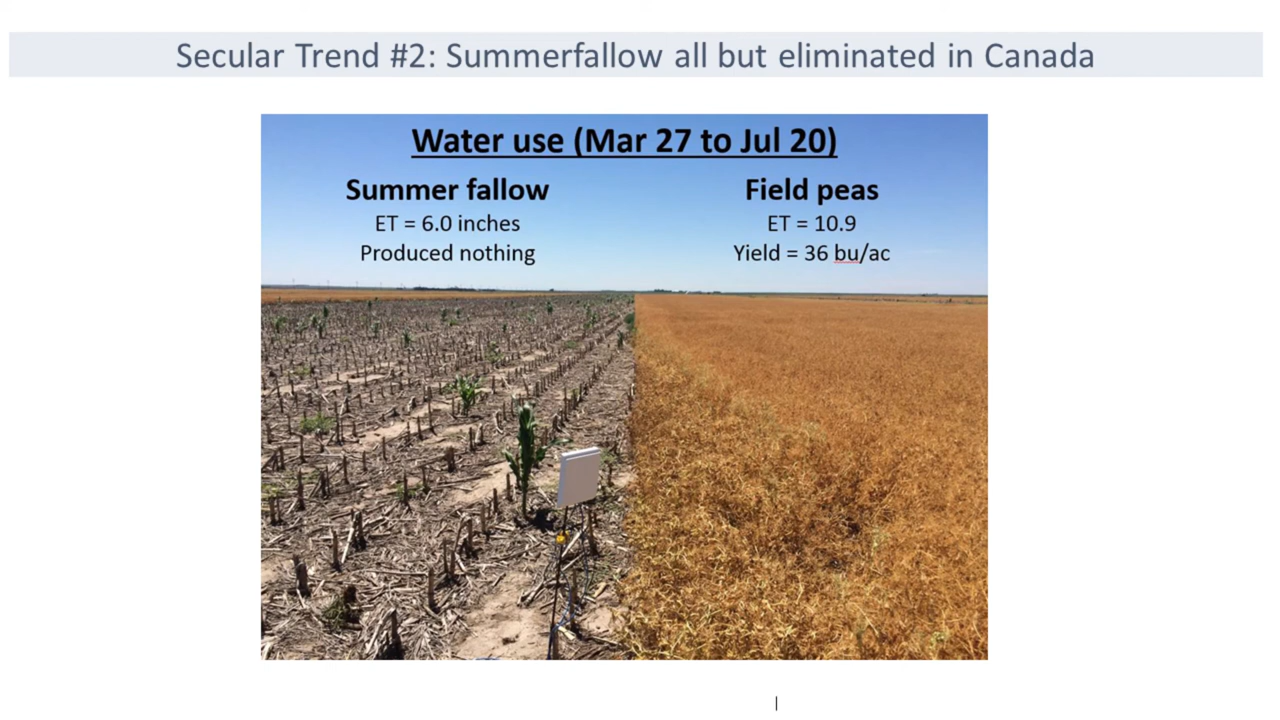 Secular Trend #2: Summerfallow all but eliminated in Canada
Water use (Mar 27 to Jul 20)
Summer fallow
ET = 6.0 inches
Produced nothing
Field peas
ET = 10.9
Yield = 36 bu/ac